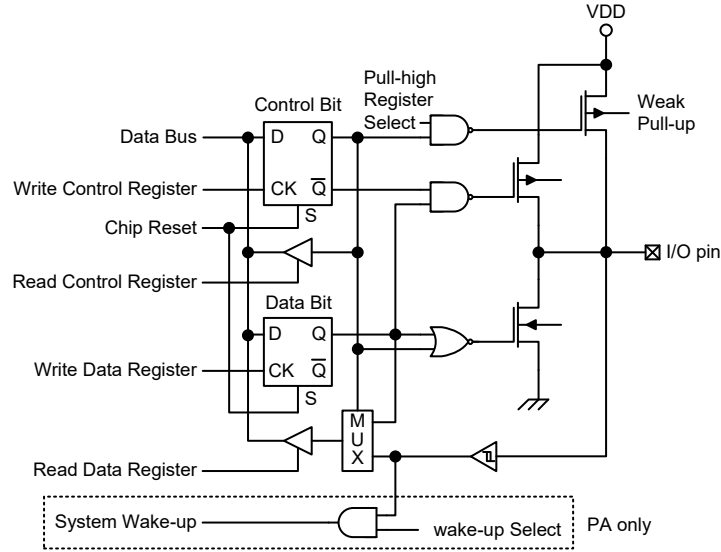 VDD
Pull-high
Register
Select
Control Bit
Weak
Pull-up
Data Bus
D
Q
Write Control Register
CK
Q
S
Chip Reset
I/O pin
Read Control Register
Data Bit
D
Q
Write Data Register
CK
Q
S
M
U
X
Read Data Register
System Wake-up
wake-up Select
PA only